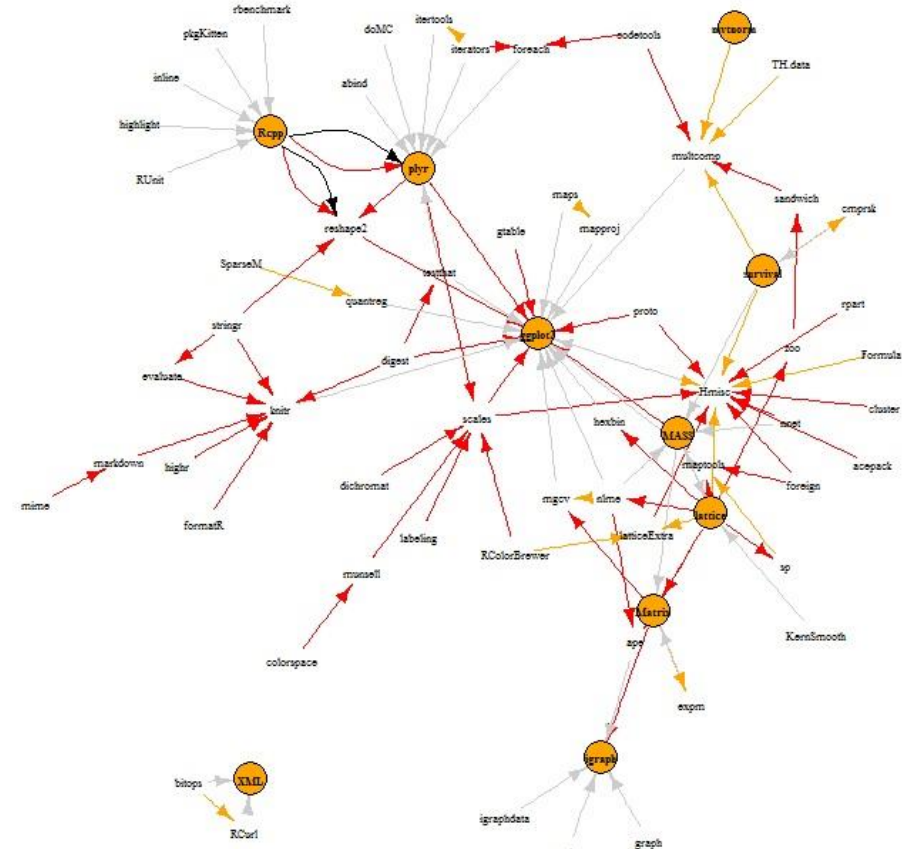 rbenchmark
itertools
mvtnorm
pkgKitten
doMC
iterators
foreach
codetools
TH.data
inline
abind
highlight
Rcpp
RUnit
plyr
multcomp
sandwich
cmprsk
maps
gtable
mapproj
reshape2
SparseM
testthat
survival
quantreg
stringr
ggplot2
proto
rpart
digest
zoo
Formula
evaluate
knitr
Hmisc
scales
hexbin
cluster
nnet
MASS
markdown
highr
maptools
acepack
dichromat
foreign
mime
mgcv
nlme
lattice
formatR
labeling
latticeExtra
RColorBrewer
munsell
sp
Matrix
KernSmooth
ape
colorspace
expm
igraph
bitops
XML
igraphdata
RCurl
graph